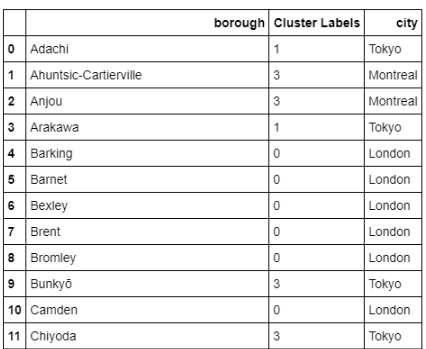 borough Cluster Labels city
0 Adachi 1 Tokyo
1 Ahuntsic-Cartierville 3 Montreal
2 Anjou 3 Montreal
3 Arakawa 1 Tokyo
4 Barking 0 London
5 Barnet 0 London
6 Bexley 0 London
7 Brent 0 London
8 Bromley 0 London
9 Bunkyō 3 Tokyo
10 Camden 0 London
11 Chiyoda 3 Tokyo